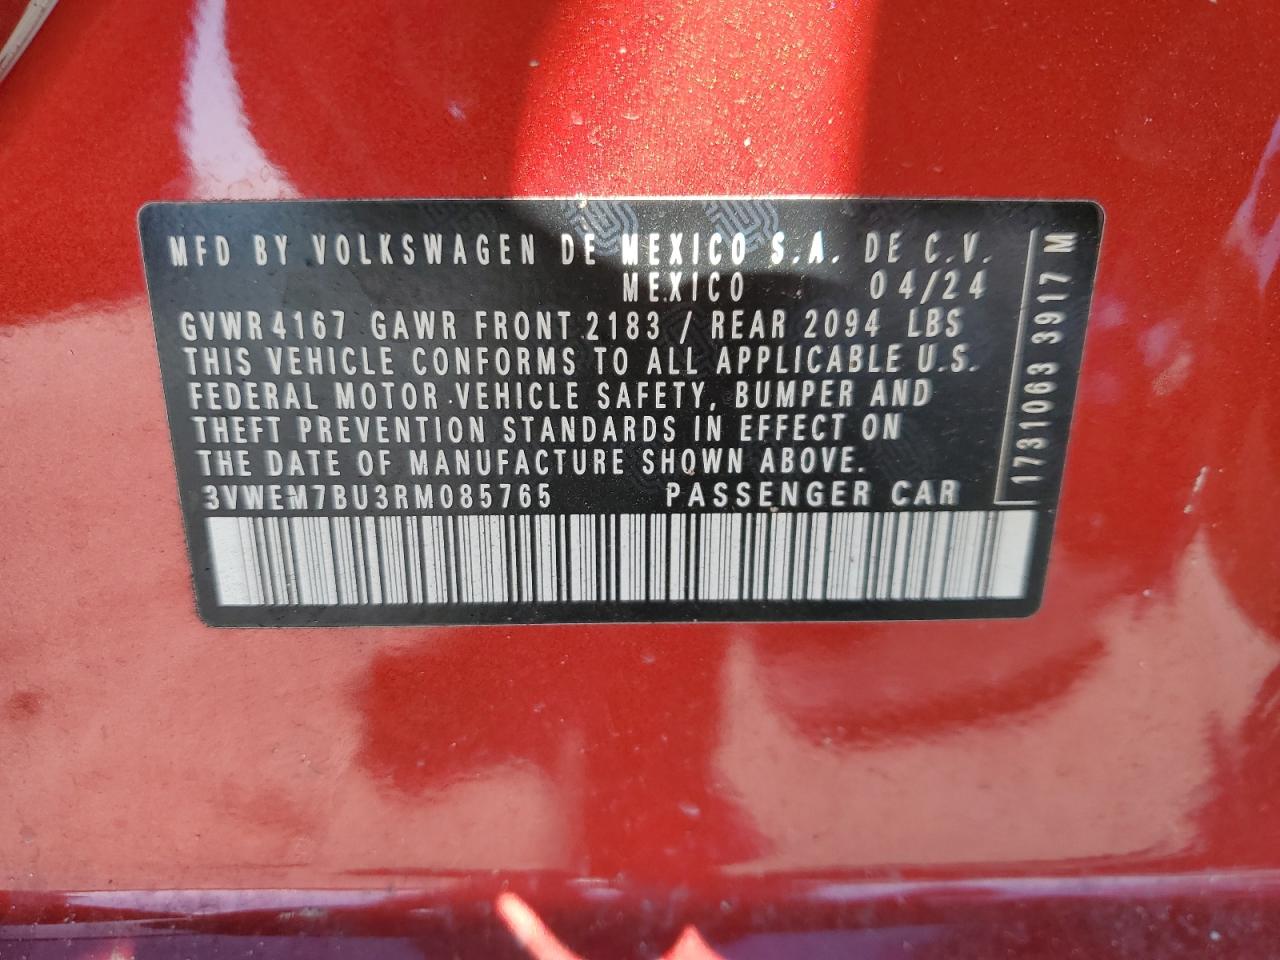 MFD BY VOLKSWAGEN DE MEXICO S.A. DE C.V.
MEXICO 04/24
GVWR 4167 GAWR FRONT 2183 / REAR 2094 LBS
THIS VEHICLE CONFORMS TO ALL APPLICABLE U.S.
FEDERAL MOTOR VEHICLE SAFETY, BUMPER AND
THEFT PREVENTION STANDARDS IN EFFECT ON
THE DATE OF MANUFACTURE SHOWN ABOVE.
3VWEM7BU3RM085765 PASSENGER CAR
1731063 3917 M